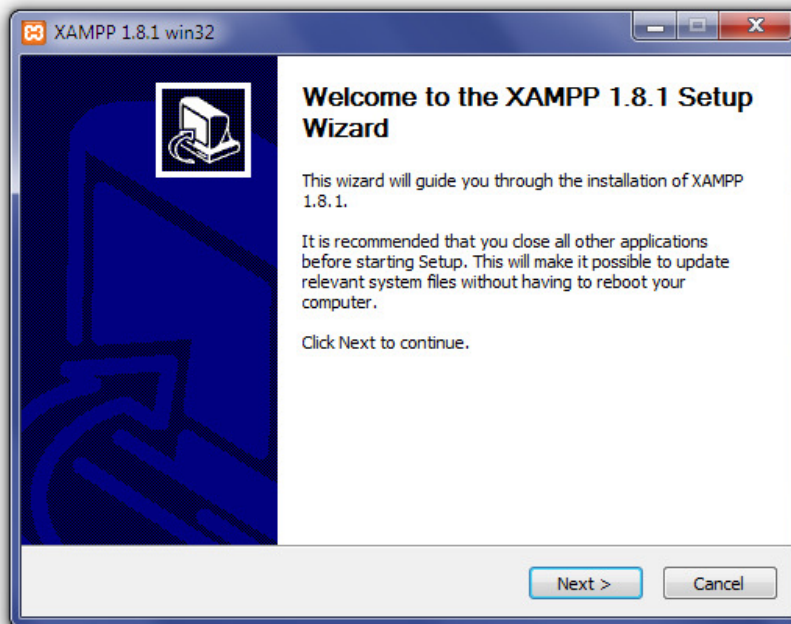 XAMPP 1.8.1 win32
Welcome to the XAMPP 1.8.1 Setup
Wizard
This wizard will guide you through the installation of XAMPP
1.8.1.
It is recommended that you close all other applications
before starting Setup. This will make it possible to update
relevant system files without having to reboot your
computer.
Click Next to continue.
Next >
Cancel